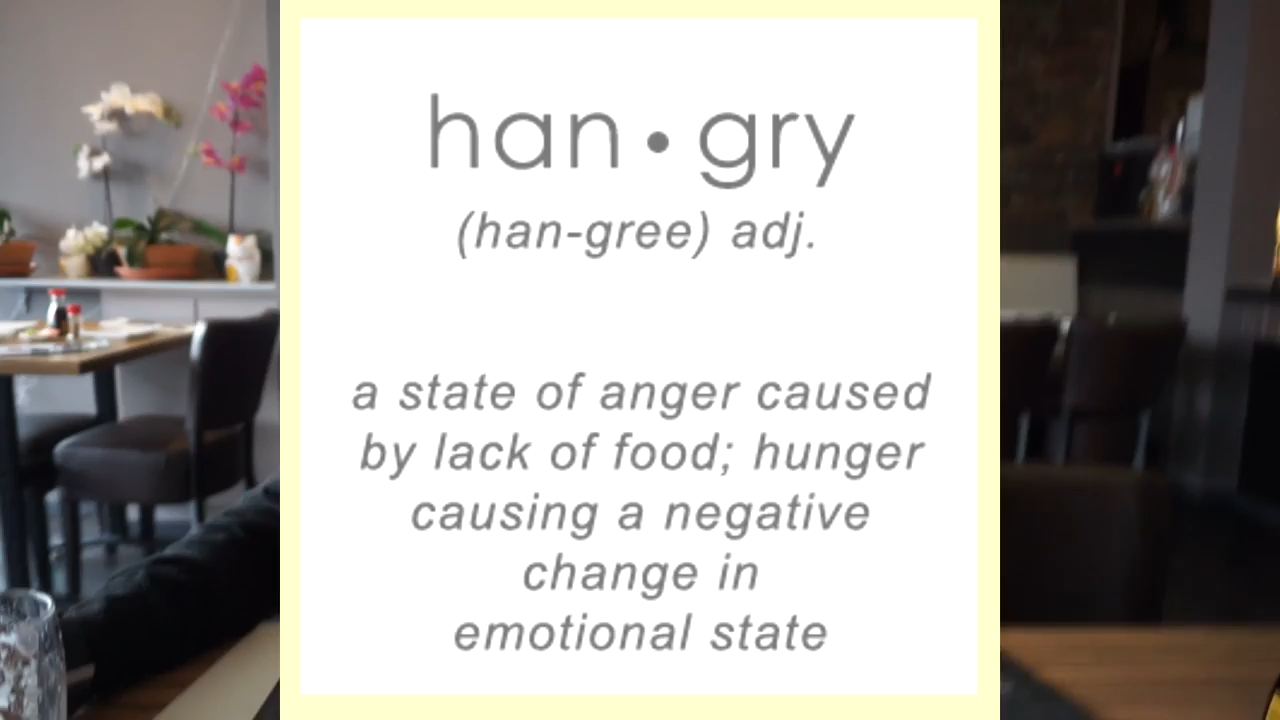 han•gry
(han-gree) adj.
a state of anger caused
by lack of food; hunger
causing a negative
change in
emotional state